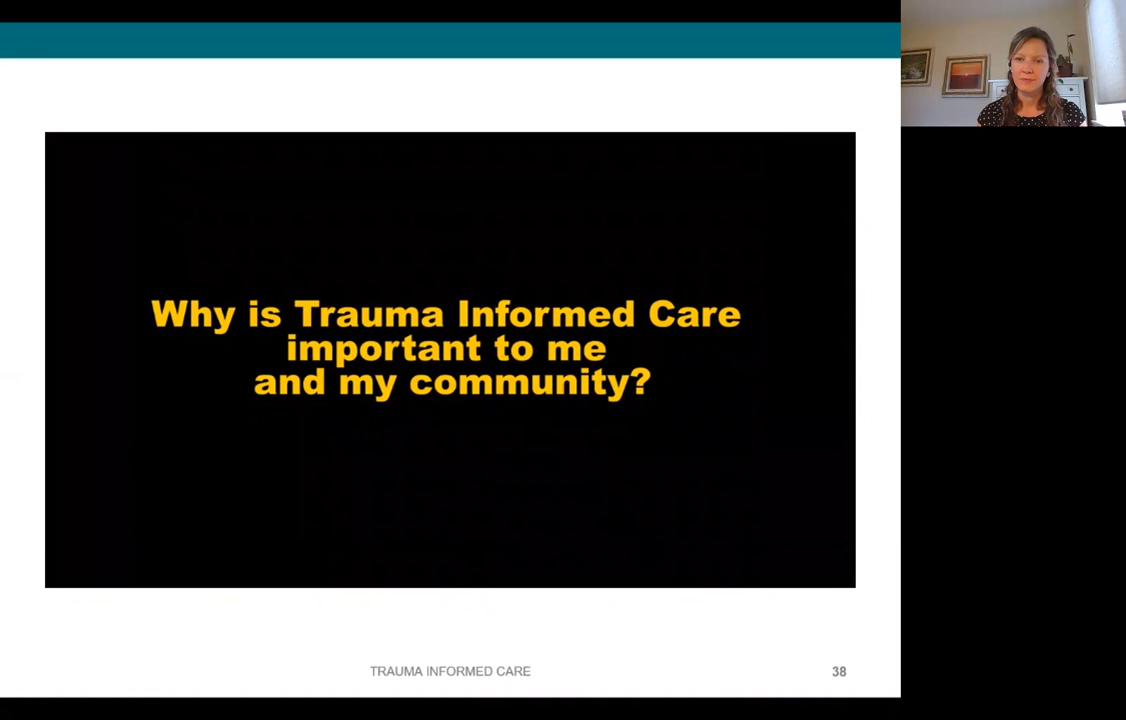 Why is Trauma Informed Care
important to me
and my community?
TRAUMA INFORMED CARE
38